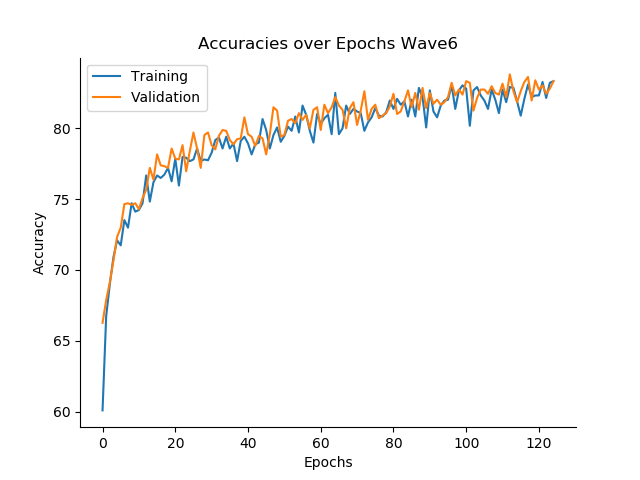 Accuracies over Epochs Wave6
Training
Validation
Accuracy
80
75
70
65
60
0 20 40 60 80 100 120
Epochs